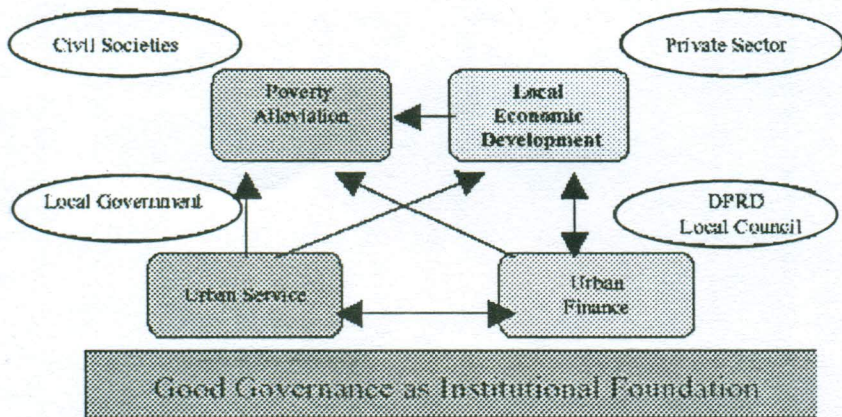 Civil Societies
Private Sector
Poverty
Alleviation
Local
Economic
Development
Local Government
DPRD
Local Council
Urban Service
Urban
Finance
Good Governance as Institutional Foundation